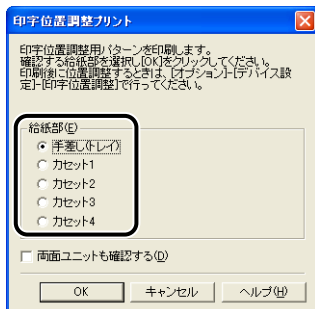 印字位置調整プリント
印字位置調整用パターンを印刷します。
確認する給紙部を選択し[OK]をクリックしてください。
印刷後に位置調整するときは、[オプション]-[デバイス設
定]-[印字位置調整]で行ってください。
給紙部(E)
手差し(トレイ)
カセット1
カセット2
カセット3
カセット4
両面ユニットも確認する(D)
OK
キャンセル
ヘルプ(H)